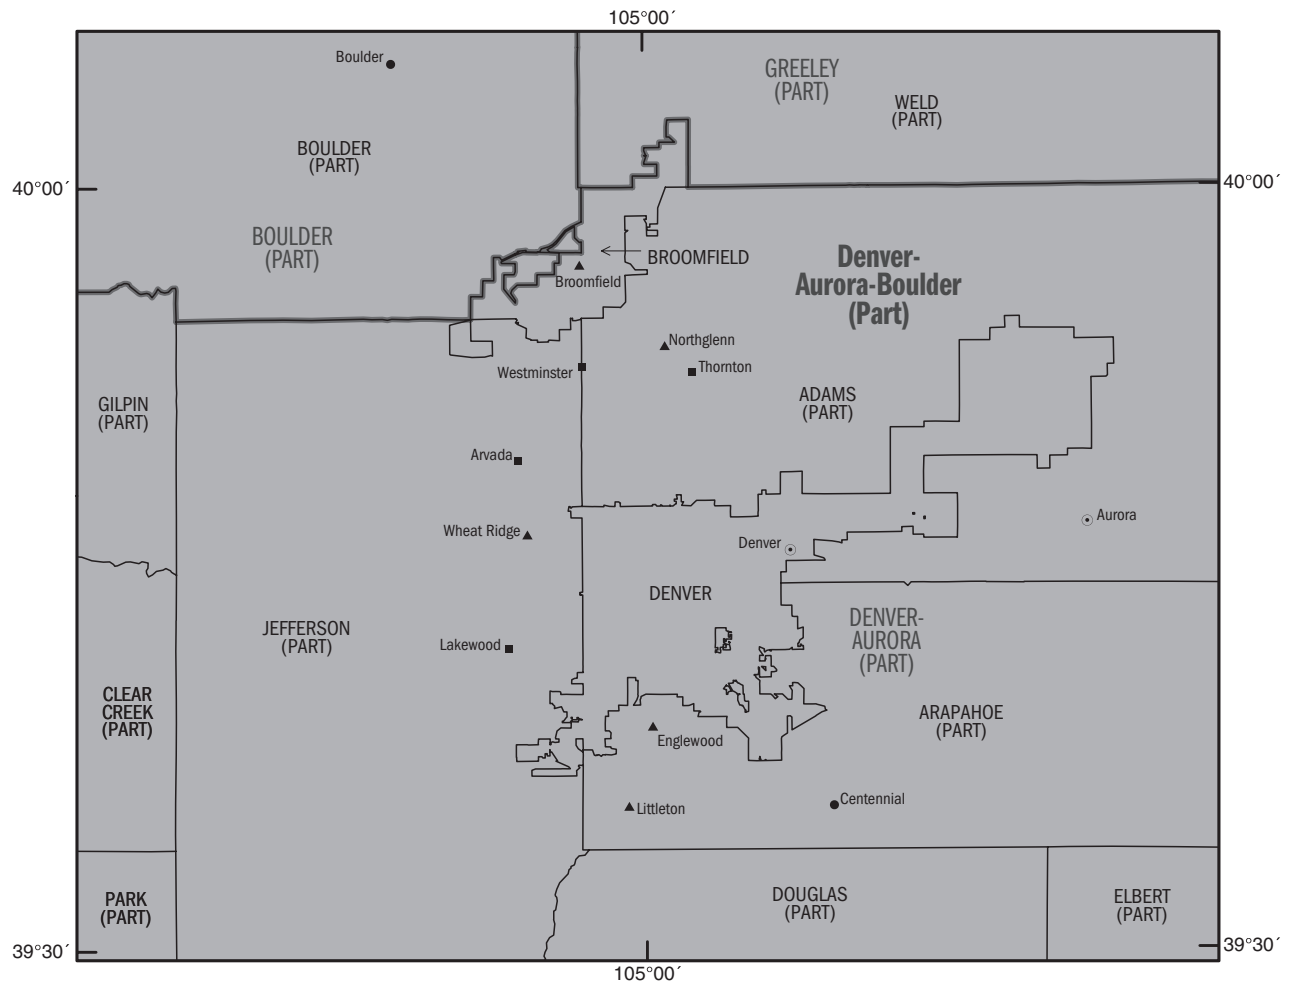 105°00´
Boulder
GREELEY
(PART)
WELD
(PART)
BOULDER
(PART)
40°00´
40°00´
BOULDER
(PART)
BROOMFIELD
Denver-
Aurora-Boulder
(Part)
Broomfield
Northglenn
Westminster
Thornton
GILPIN
(PART)
ADAMS
(PART)
Arvada
Wheat Ridge
Aurora
Denver
DENVER
JEFFERSON
(PART)
DENVER-
AURORA
(PART)
Lakewood
CLEAR
CREEK
(PART)
ARAPAHOE
(PART)
Englewood
Centennial
Littleton
PARK
(PART)
DOUGLAS
(PART)
ELBERT
(PART)
39°30´
39°30´
105°00´